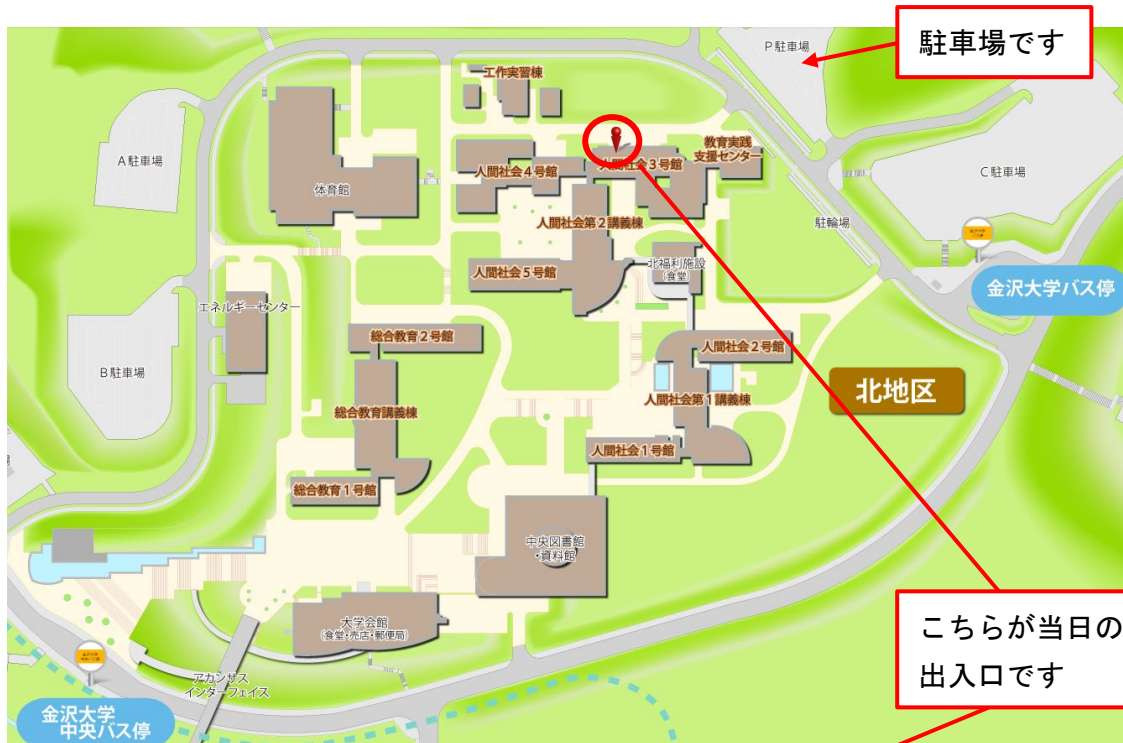 P駐車場
駐車場です
工作実習棟
A駐車場
体育館
人間社会4号館
人間社会3号館
教育実践
支援センター
C駐車場
駐輪場
人間社会第2講義棟
人間社会5号館
北福利施設
(食堂)
金沢大学バス停
エネルギーセンター
総合教育2号館
人間社会2号館
B駐車場
北地区
総合教育講義棟
人間社会第1講義棟
人間社会1号館
総合教育1号館
中央図書館
・資料館
大学会館
(食堂・売店・郵便局)
こちらが当日の
出入口です
アカンサス
インターフェイス
金沢大学
中央バス停